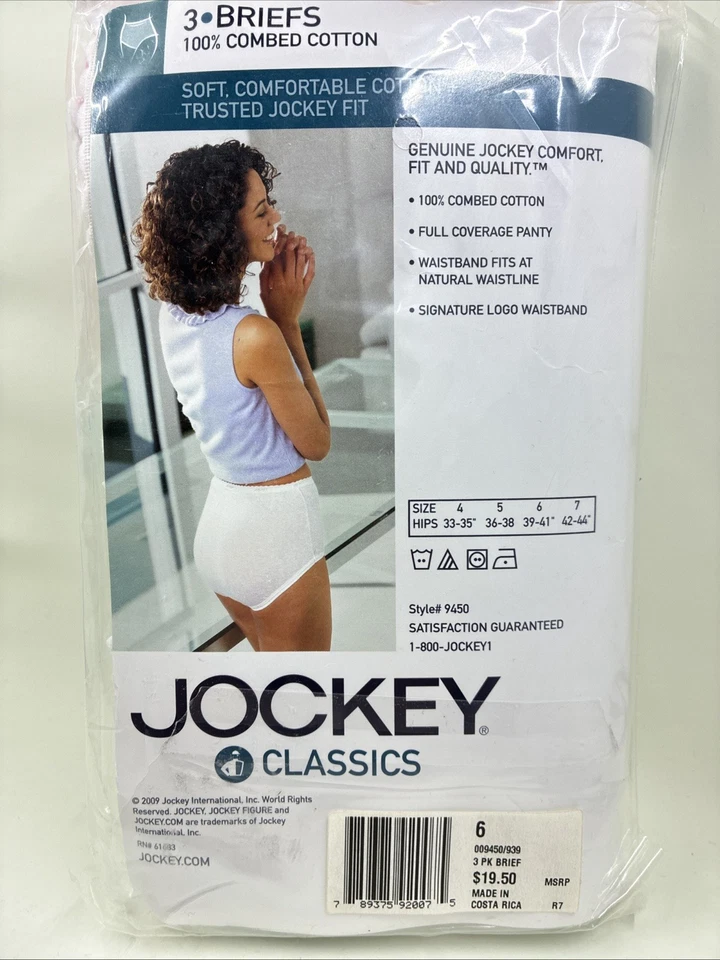 3•BRIEFS
100% COMBED COTTON
SOFT, COMFORTABLE COTTON
TRUSTED JOCKEY FIT
GENUINE JOCKEY COMFORT,
FIT AND QUALITY.™
• 100% COMBED COTTON
• FULL COVERAGE PANTY
• WAISTBAND FITS AT
NATURAL WAISTLINE
• SIGNATURE LOGO WAISTBAND
SIZE 4 5 6 7
HIPS 33-35" 36-38 39-41" 42-44"
Style# 9450
SATISFACTION GUARANTEED
1-800-JOCKEY1
JOCKEY®
CLASSICS
© 2009 Jockey International, Inc. World Rights
Reserved. JOCKEY, JOCKEY FIGURE and
JOCKEY.COM are trademarks of Jockey
International, Inc.
RN#
JOCKEY.COM
6
009450/939
3 PK BRIEF
$19.50 MSRP
MADE IN
COSTA RICA R7
7 89375 92007 5